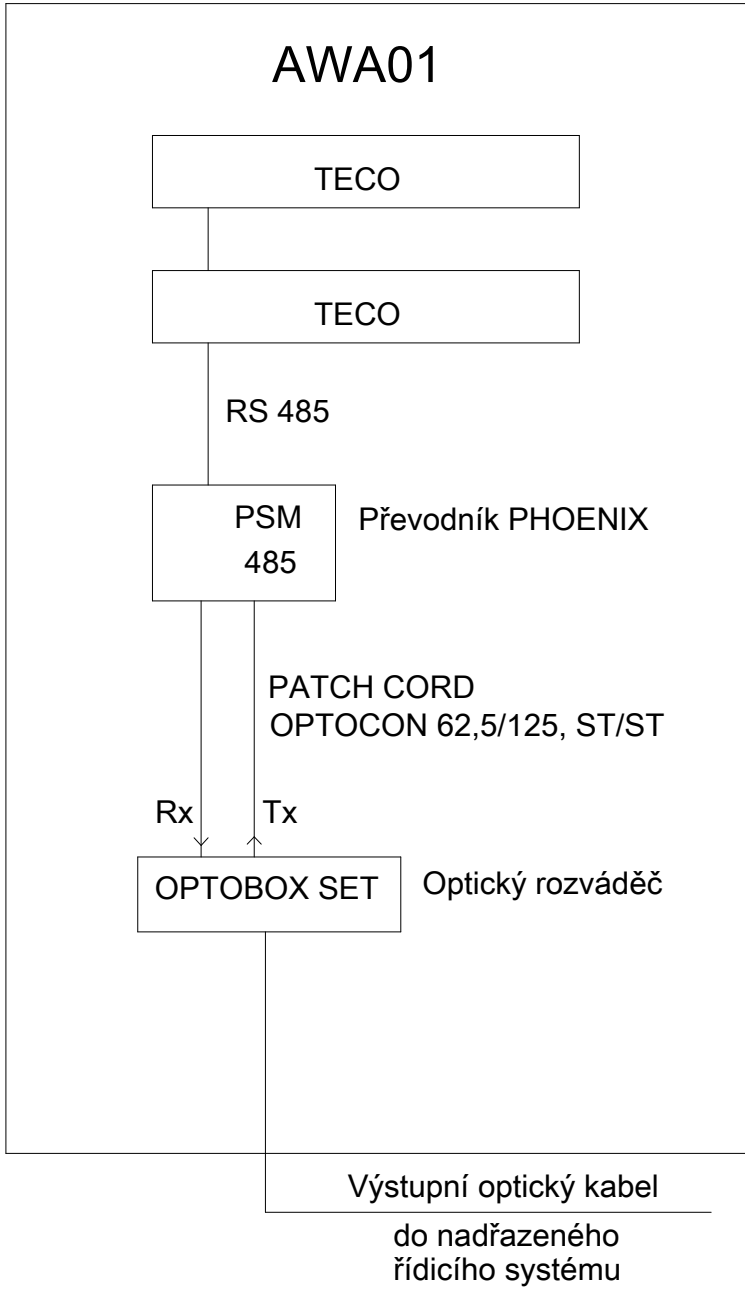 AWA01
TECO
TECO
RS 485
PSM
485
Převodník PHOENIX
PATCH CORD
OPTOCON 62,5/125, ST/ST
Rx
Tx
OPTOBOX SET
Optický rozváděč
Výstupní optický kabel
do nadřazeného
řídicího systému